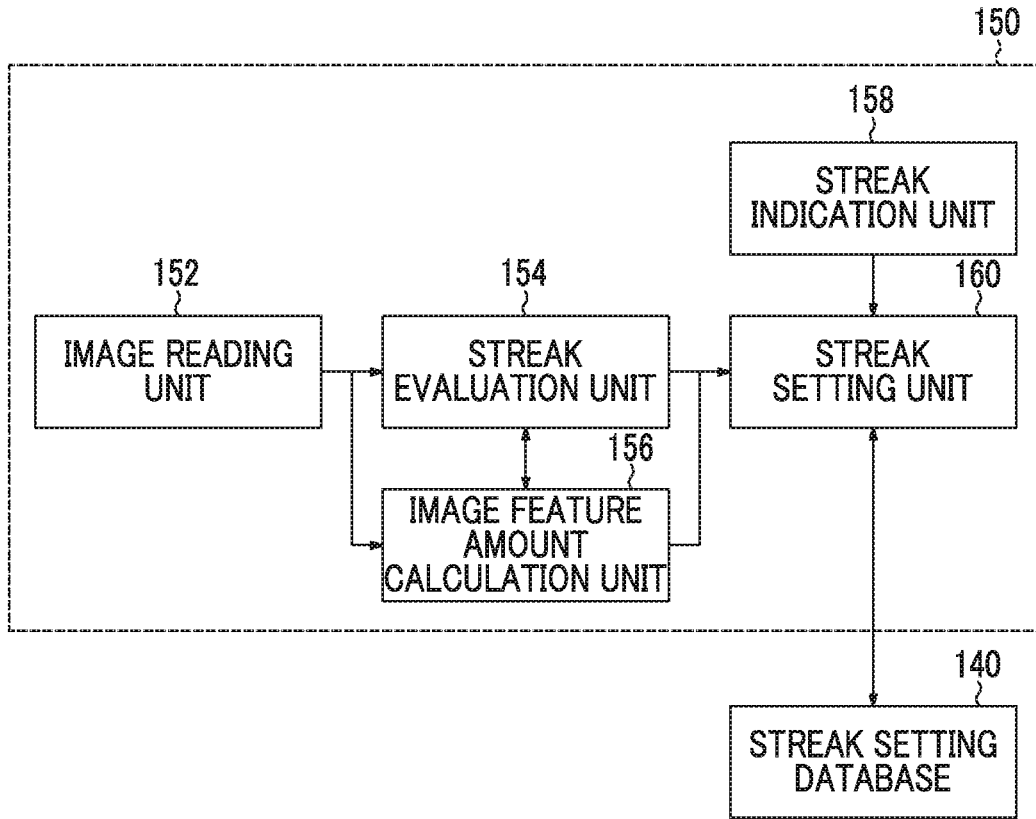 150
158
STREAK
INDICATION UNIT
152
154
160
IMAGE READING
UNIT
STREAK
EVALUATION UNIT
STREAK
SETTING UNIT
156
IMAGE FEATURE
AMOUNT
CALCULATION UNIT
140
STREAK SETTING
DATABASE